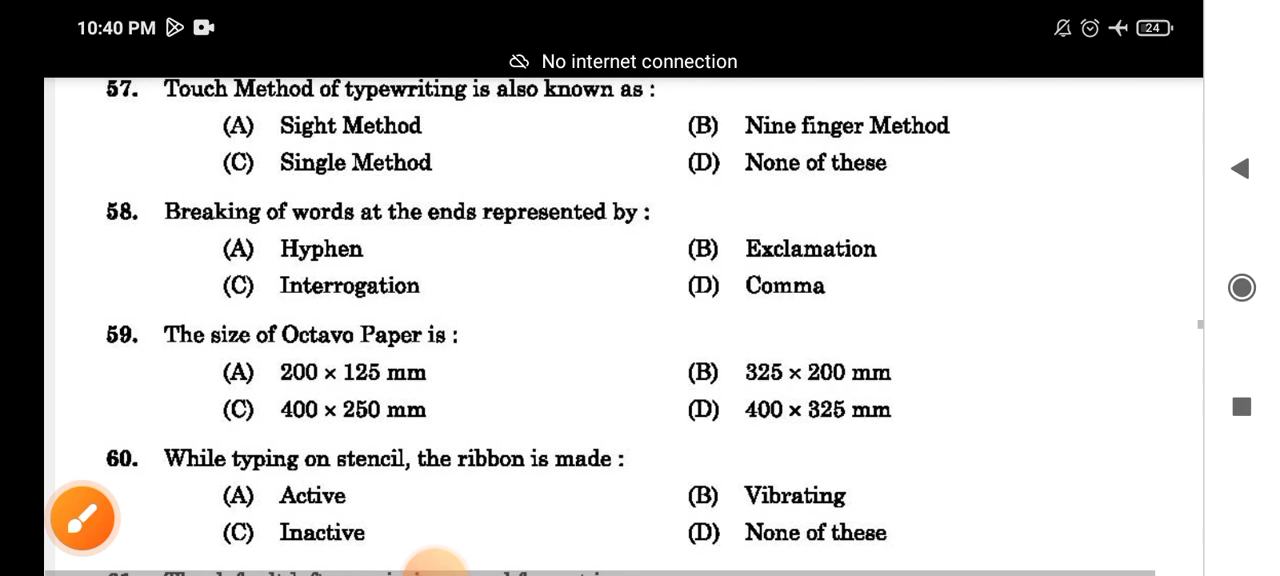 10:40 PM 24
No internet connection
57. Touch Method of typewriting is also known as :
(A) Sight Method (B) Nine finger Method
(C) Single Method (D) None of these
58. Breaking of words at the ends represented by :
(A) Hyphen (B) Exclamation
(C) Interrogation (D) Comma
59. The size of Octavo Paper is :
(A) 200 × 125 mm (B) 325 × 200 mm
(C) 400 × 250 mm (D) 400 × 325 mm
60. While typing on stencil, the ribbon is made :
(A) Active (B) Vibrating
(C) Inactive (D) None of these